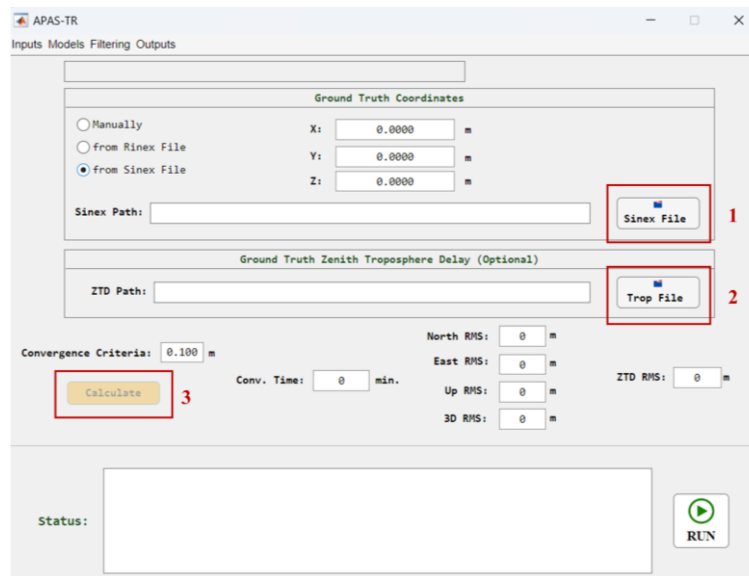 APAS-TR
Inputs Models Filtering Outputs
Ground Truth Coordinates
Manually
from Rinex File
from Sinex File
X: 0.0000 m
Y: 0.0000 m
Z: 0.0000 m
Sinex Path:
Sinex File
1
Ground Truth Zenith Troposphere Delay (Optional)
ZTD Path:
Trop File
2
Convergence Criteria: 0.100 m
Calculate
3
Conv. Time: 0 min.
North RMS: 0 m
East RMS: 0 m
Up RMS: 0 m
3D RMS: 0 m
ZTD RMS: 0 m
Status:
RUN